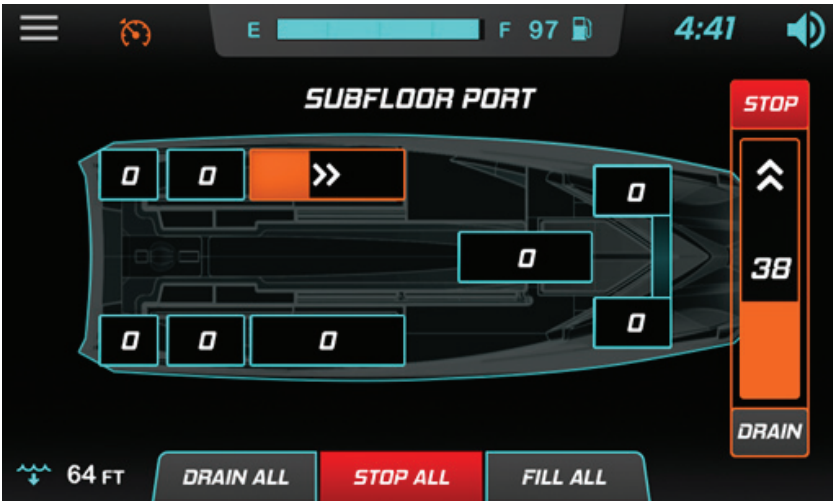 E F 97 4:41
SUBFLOOR PORT
STOP
0 0 0
0
38
0 0 0 0
DRAIN
64 FT DRAIN ALL STOP ALL FILL ALL